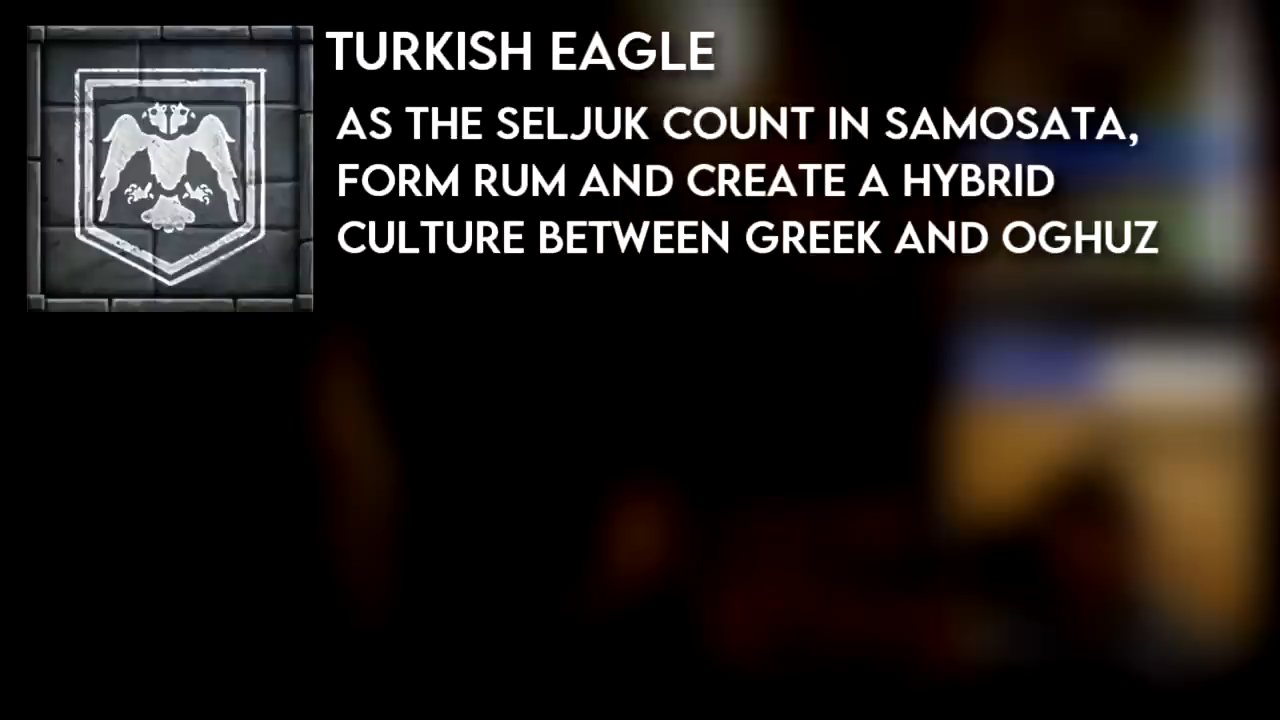 TURKISH EAGLE
AS THE SELJUK COUNT IN SAMOSATA,
FORM RUM AND CREATE A HYBRID
CULTURE BETWEEN GREEK AND OGHUZ